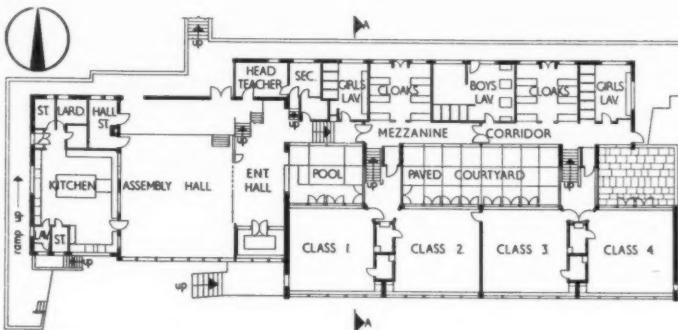 A
up
HEAD
TEACHER
SEC.
GIRLS
LAV.
CLOAKS
BOYS
LAV.
CLOAKS
GIRLS
LAV.
ST.
LARD.
HALL
ST.
up
up
MEZZANINE CORRIDOR
KITCHEN
ASSEMBLY HALL
ENT.
HALL
POOL
up
PAVED COURTYARD
up
ramp up
LAV.
ST.
up
up
CLASS 1
CLASS 2
CLASS 3
CLASS 4
A